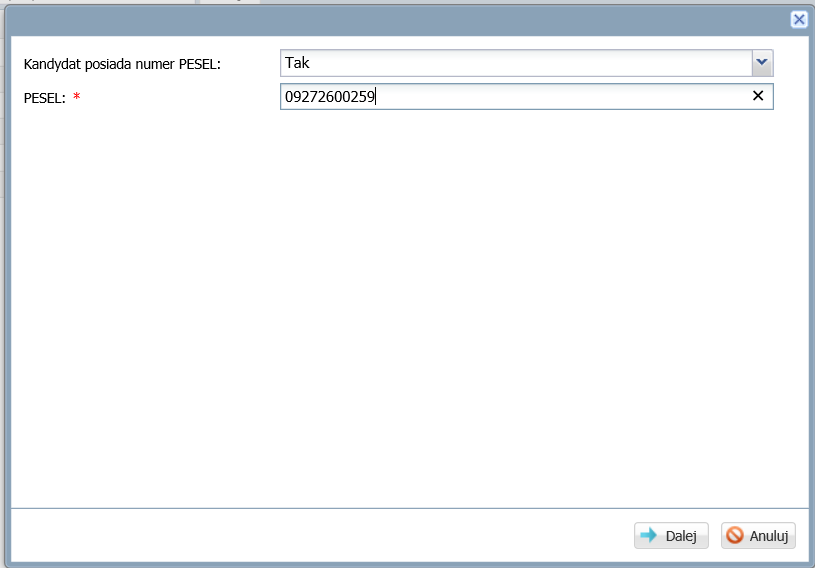 Kandydat posiada numer PESEL: Tak
PESEL: * 09272600259
Dalej Anuluj